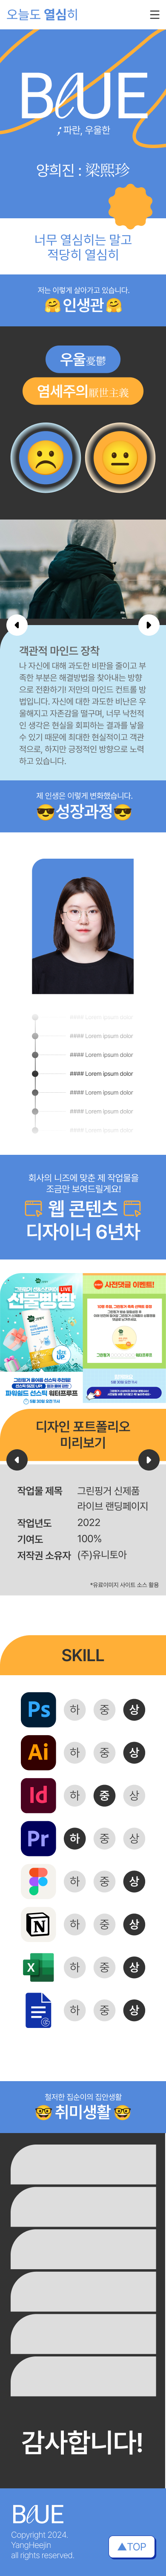 오늘도 열심히
BLUE
; 파란, 우울한
양희진 : 梁熙珍
너무 열심히는 말고
적당히 열심히
저는 이렇게 살아가고 있습니다.
🤗 인생관 🤗
우울憂鬱
염세주의厭世主義
객관적 마인드 장착
나 자신에 대해 과도한 비판을 줄이고 부
족한 부분은 해결방법을 찾아내는 방향
으로 전환하기! 저만의 마인드 컨트롤 방
법입니다. 자신에 대한 과도한 비난은 우
울해지고 자존감을 떨구며, 너무 낙천적
인 생각은 현실을 회피하는 결과를 낳을
수 있기 때문에 최대한 현실적이고 객관
적으로, 하지만 긍정적인 방향으로 노력
하고 있습니다.
제 인생은 이렇게 변화했습니다.
😎성장과정😎
#### Lorem ipsum dolor
#### Lorem ipsum dolor
#### Lorem ipsum dolor
#### Lorem ipsum dolor
#### Lorem ipsum dolor
#### Lorem ipsum dolor
#### Lorem ipsum dolor
회사의 니즈에 맞춘 제 작업물을
조금만 보여드릴게요!
웹 콘텐츠
디자이너 6년차
LIVE
선물빵빵
사전댓글 이벤트!
디자인 포트폴리오
미리보기
작업물 제목 그린핑거 신제품
라이브 랜딩페이지
작업년도 2022
기여도 100%
저작권 소유자 (주)유니토아
*유료이미지 사이트 소스 활용
SKILL
Ps 하 중 상
Ai 하 중 상
Id 하 중 상
Pr 하 중 상
하 중 상
N 하 중 상
X 하 중 상
하 중 상
철저한 집순이의 집안생활
🤓 취미생활 🤓
감사합니다!
BLUE
Copyright 2024.
YangHeejin
all rights reserved.
▲TOP